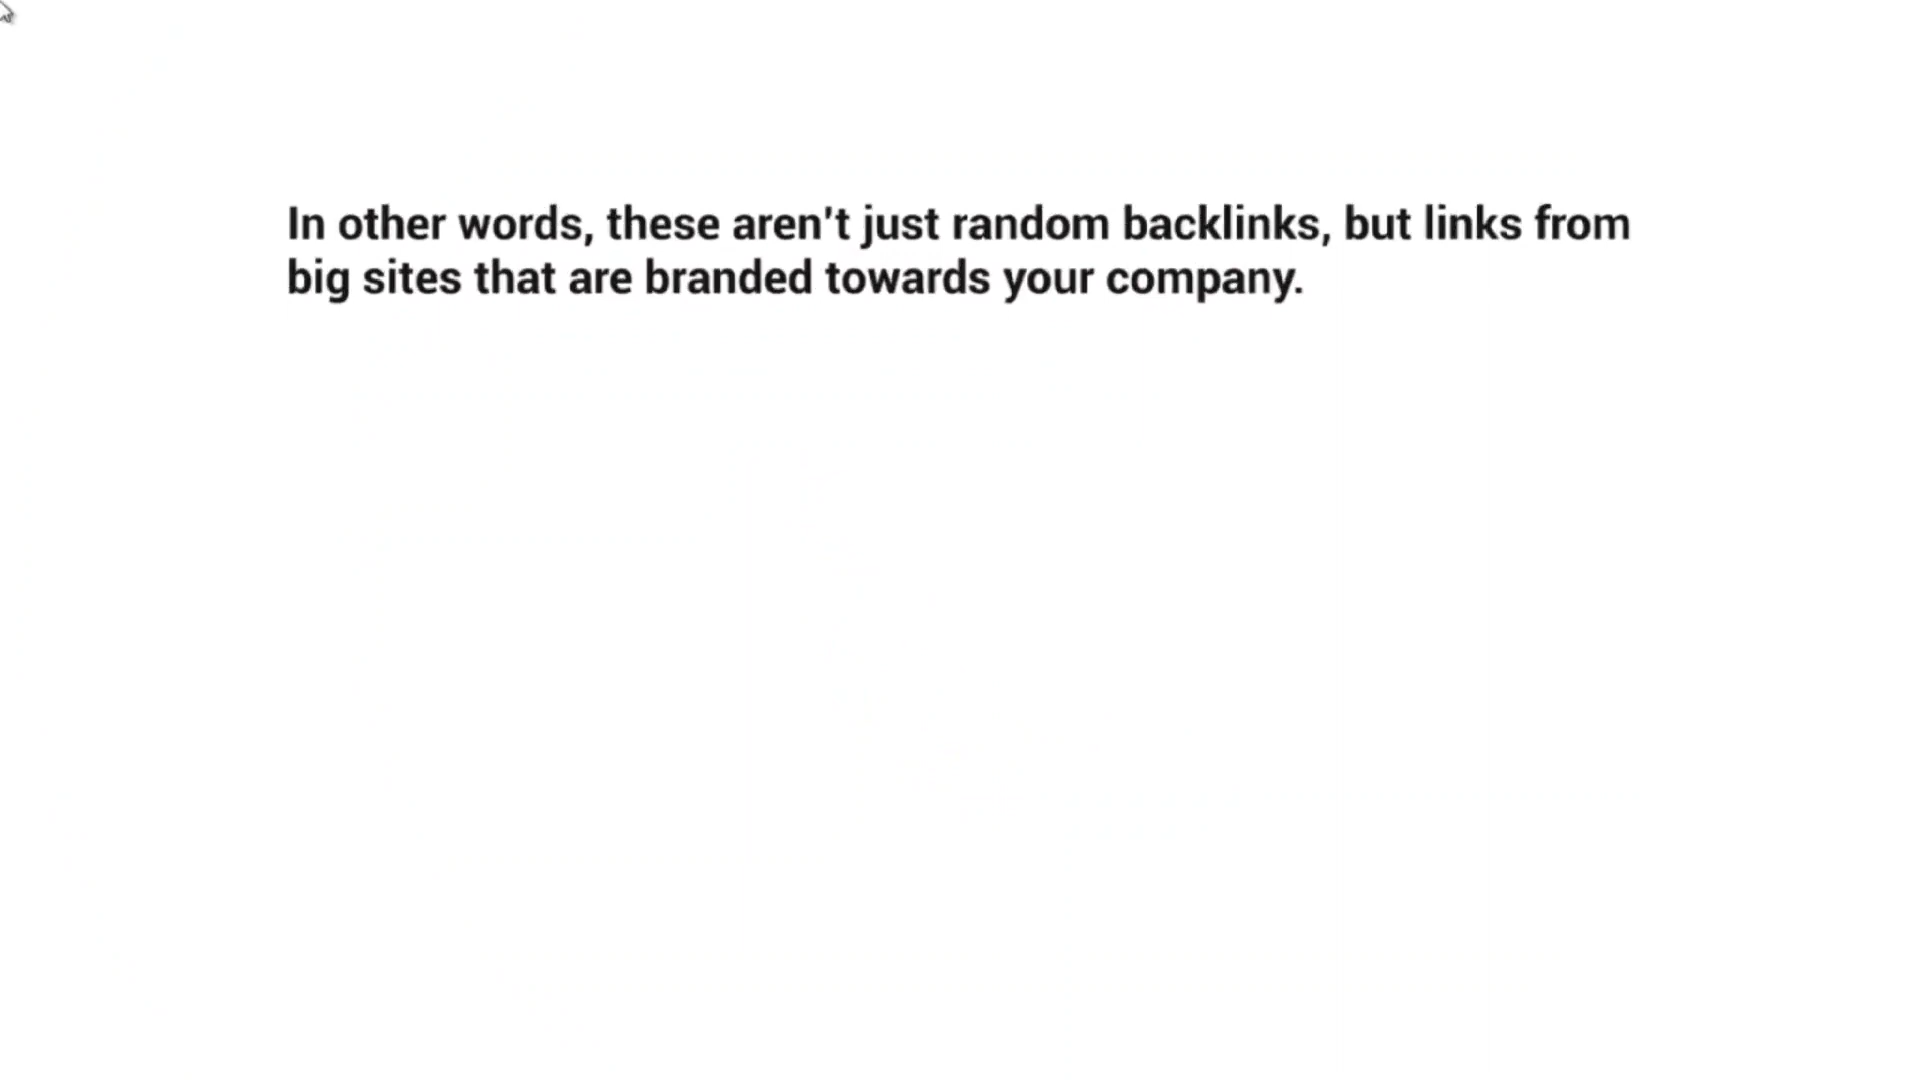 In other words, these aren't just random backlinks, but links from
big sites that are branded towards your company.